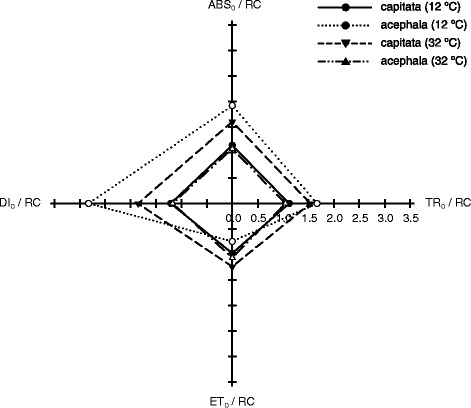 ABS₀ / RC
capitata (12 ºC)
acephala (12 ºC)
capitata (32 ºC)
acephala (32 ºC)
DI₀ / RC
TR₀ / RC
0.0 0.5 1.0 1.5 2.0 2.5 3.0 3.5
ET₀ / RC